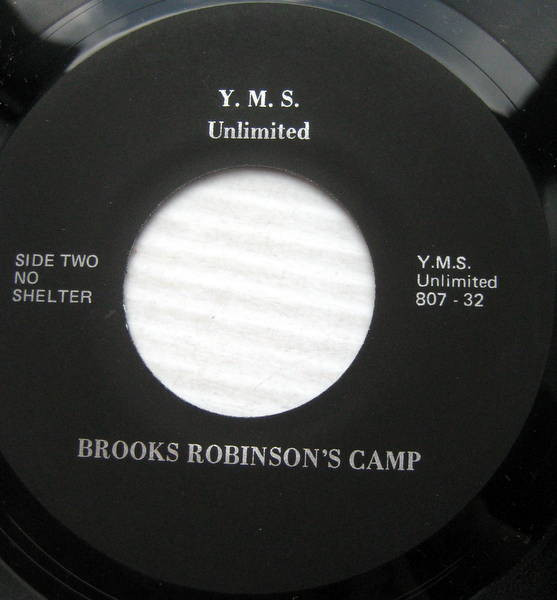 Y. M. S.
Unlimited
SIDE TWO
NO
SHELTER
Y.M.S.
Unlimited
807 - 32
BROOKS ROBINSON'S CAMP